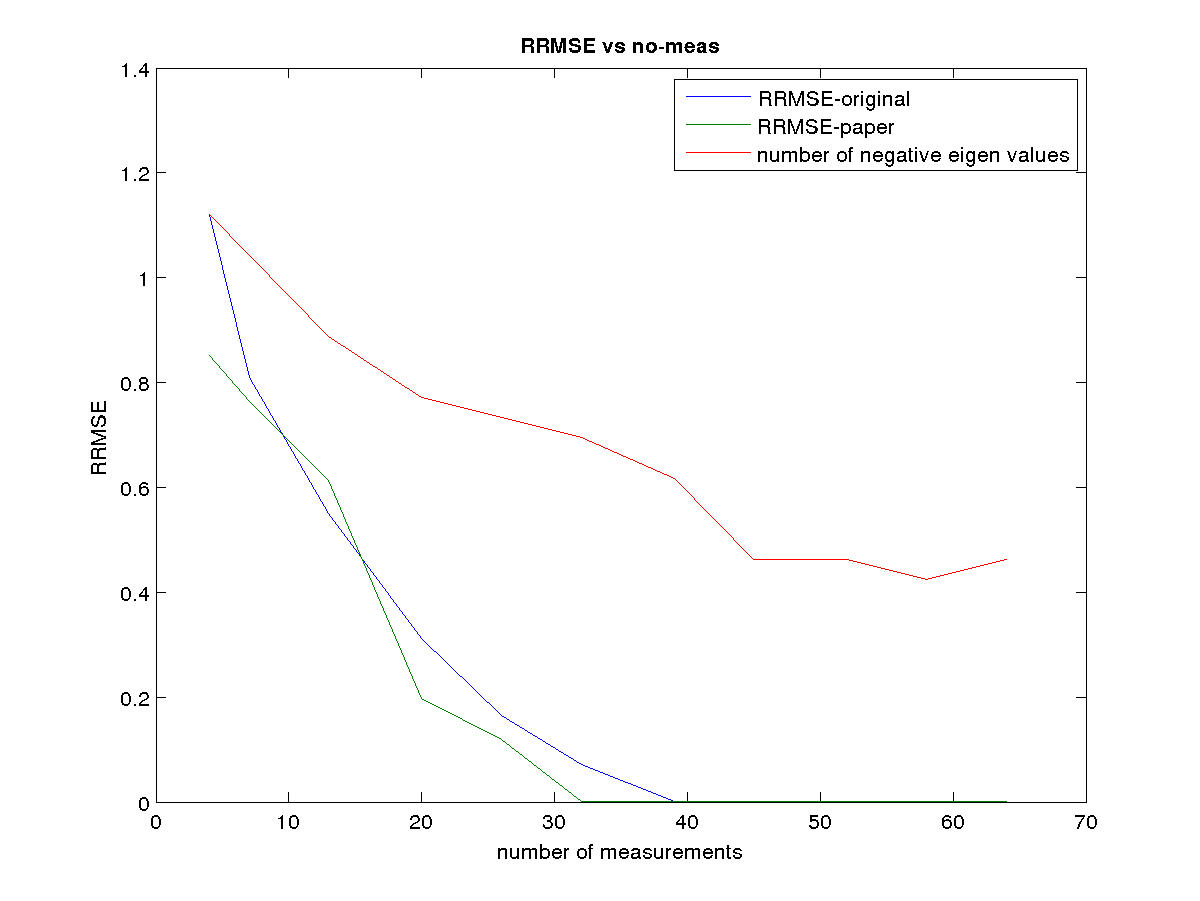 RRMSE vs no-meas
RRMSE-original
RRMSE-paper
number of negative eigen values
1.4
1.2
1
0.8
0.6
0.4
0.2
0
RRMSE
0 10 20 30 40 50 60 70
number of measurements